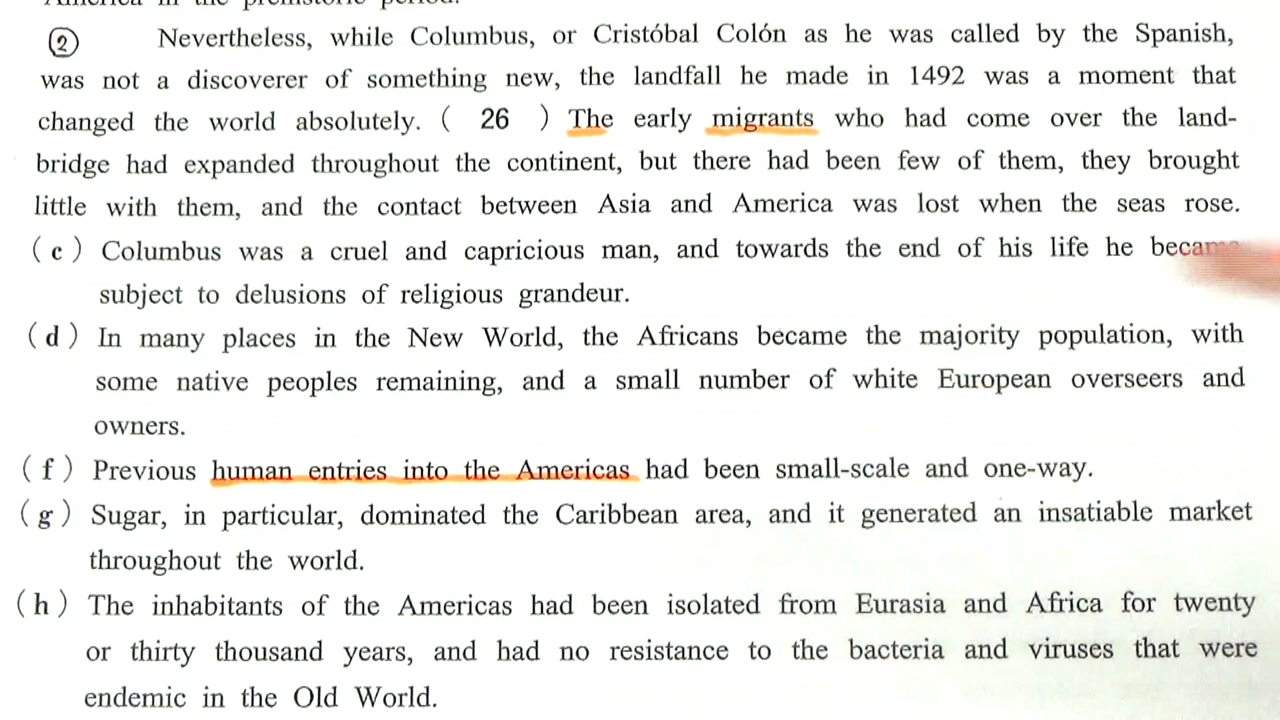 ② Nevertheless, while Columbus, or Cristóbal Colón as he was called by the Spanish,
was not a discoverer of something new, the landfall he made in 1492 was a moment that
changed the world absolutely. ( 26 ) The early migrants who had come over the land-
bridge had expanded throughout the continent, but there had been few of them, they brought
little with them, and the contact between Asia and America was lost when the seas rose.
(c) Columbus was a cruel and capricious man, and towards the end of his life he became
subject to delusions of religious grandeur.
(d) In many places in the New World, the Africans became the majority population, with
some native peoples remaining, and a small number of white European overseers and
owners.
(f) Previous human entries into the Americas had been small-scale and one-way.
(g) Sugar, in particular, dominated the Caribbean area, and it generated an insatiable market
throughout the world.
(h) The inhabitants of the Americas had been isolated from Eurasia and Africa for twenty
or thirty thousand years, and had no resistance to the bacteria and viruses that were
endemic in the Old World.